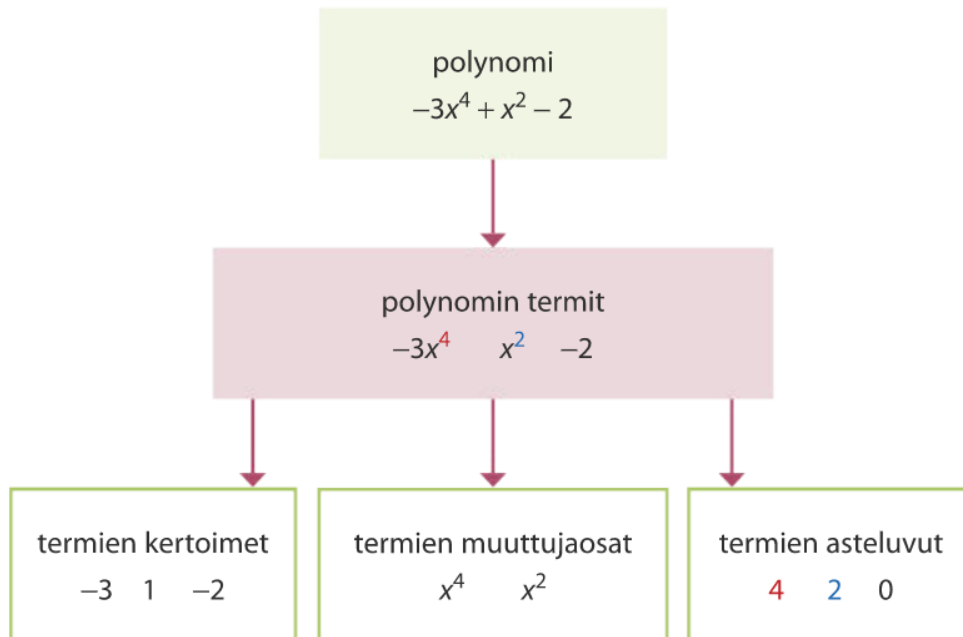 polynomi
−3x⁴ + x² − 2
polynomin termit
−3x⁴ x² −2
termien kertoimet
−3 1 −2
termien muuttujaosat
x⁴ x²
termien asteluvut
4 2 0